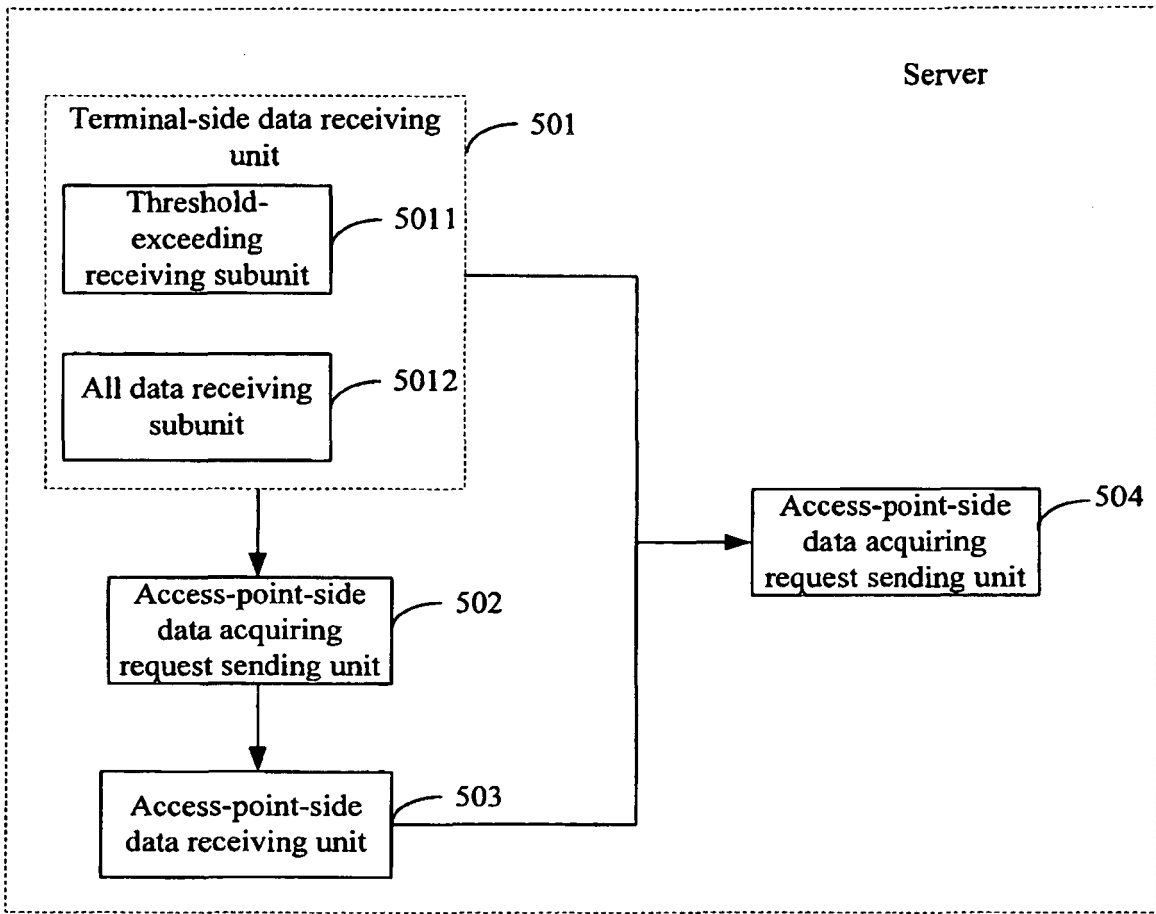 Server
Terminal-side data receiving
unit
501
Threshold-
exceeding
receiving subunit
5011
All data receiving
subunit
5012
Access-point-side
data acquiring
request sending unit
502
Access-point-side
data acquiring
request sending unit
504
Access-point-side
data receiving unit
503